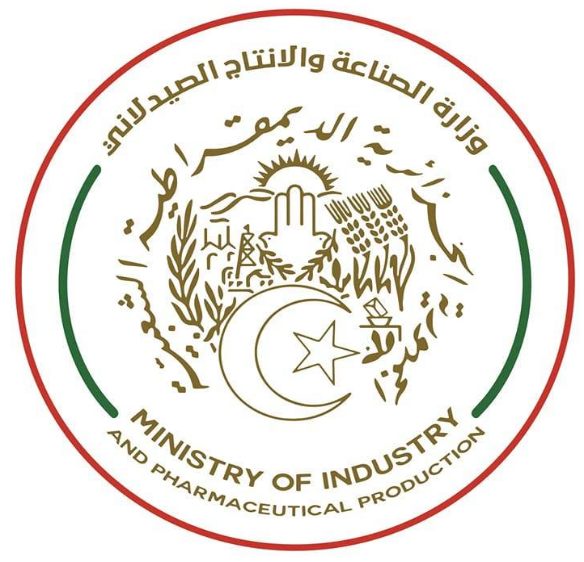 وزارة الصناعة والانتاج الصيدلاني
الجمهورية الجزائرية الديمقراطية الشعبية
MINISTRY OF INDUSTRY
AND PHARMACEUTICAL PRODUCTION